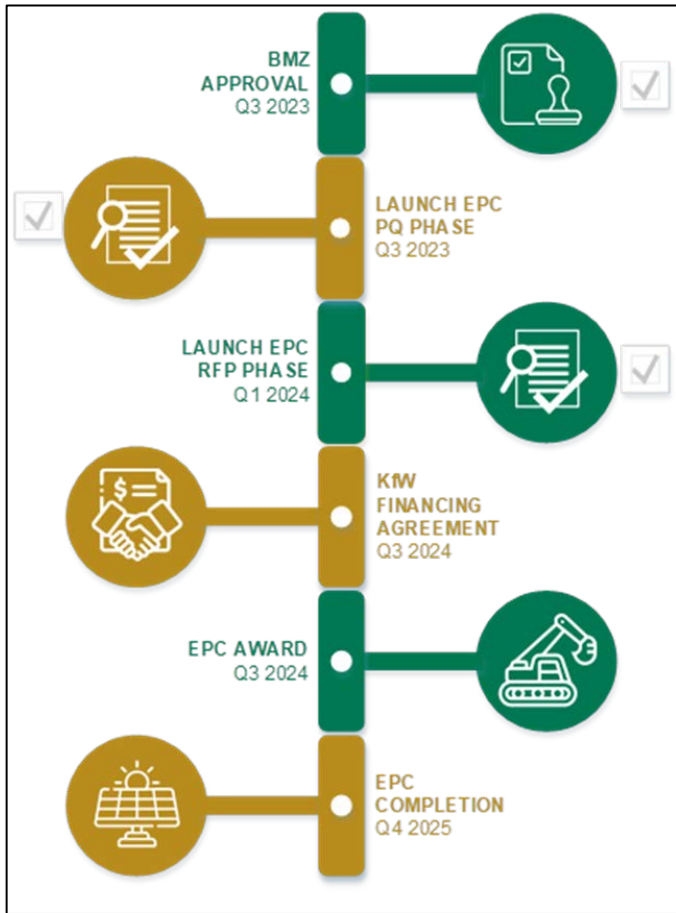 BMZ
APPROVAL
Q3 2023
LAUNCH EPC
PQ PHASE
Q3 2023
LAUNCH EPC
RFP PHASE
Q1 2024
$
KfW
FINANCING
AGREEMENT
Q3 2024
EPC AWARD
Q3 2024
EPC
COMPLETION
Q4 2025